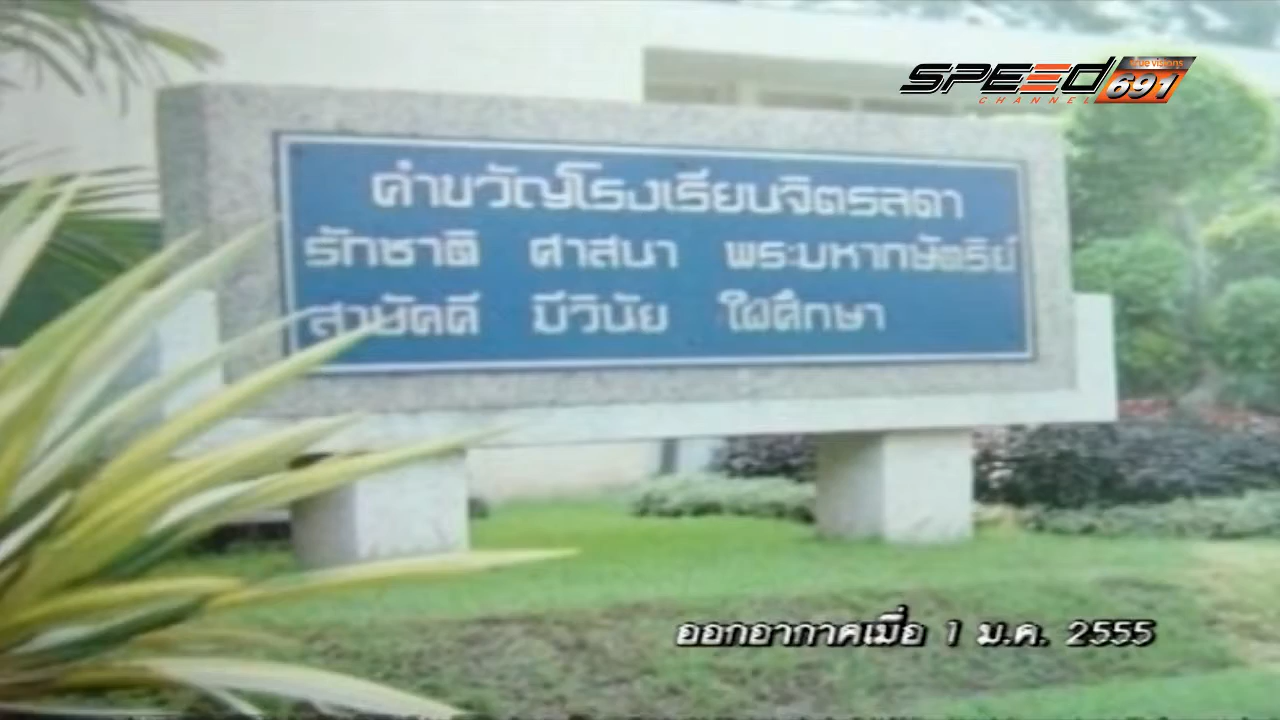 SPEED true visions
CHANNEL 691
คำขวัญโรงเรียนจิตรลดา
รักชาติ ศาสนา พระมหากษัตริย์
สามัคคี มีวินัย ใฝ่ศึกษา
ออกอากาศเมื่อ 1 ม.ค. 2555